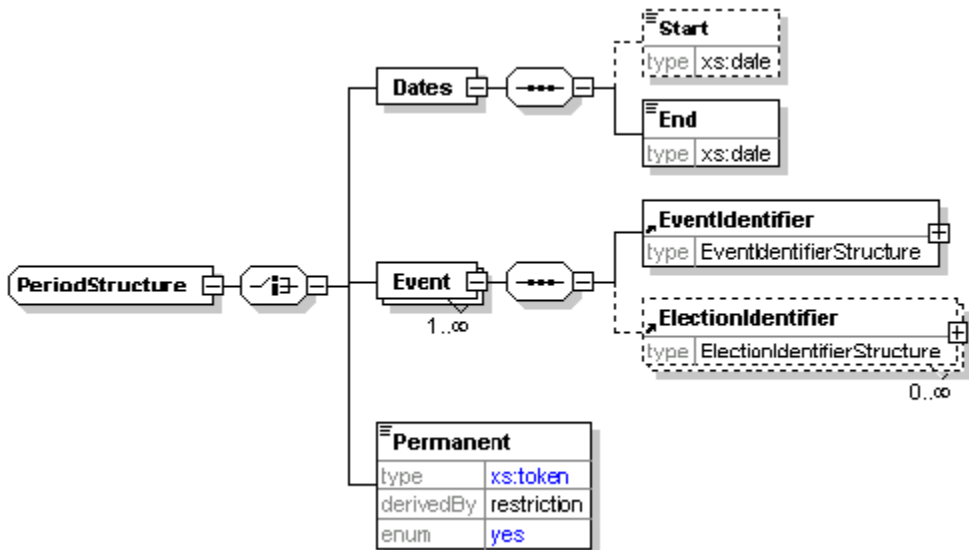 Start
type xs:date
Dates
End
type xs:date
EventIdentifier
type EventIdentifierStructure
PeriodStructure
Event
1..∞
ElectionIdentifier
type ElectionIdentifierStructure
0..∞
Permanent
type xs:token
derivedBy restriction
enum yes